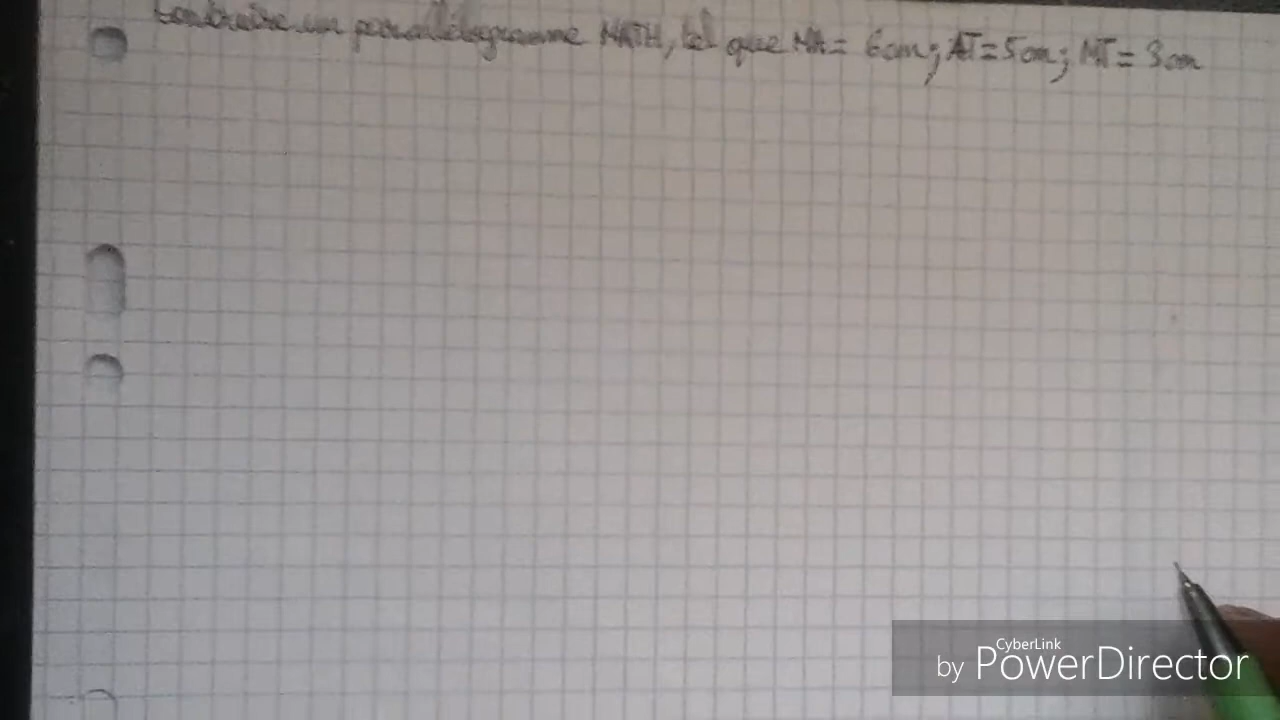 Construire un parallélogramme MATH, tel que MA = 6cm ; AT = 5cm ; MT = 3cm
CyberLink
by PowerDirector